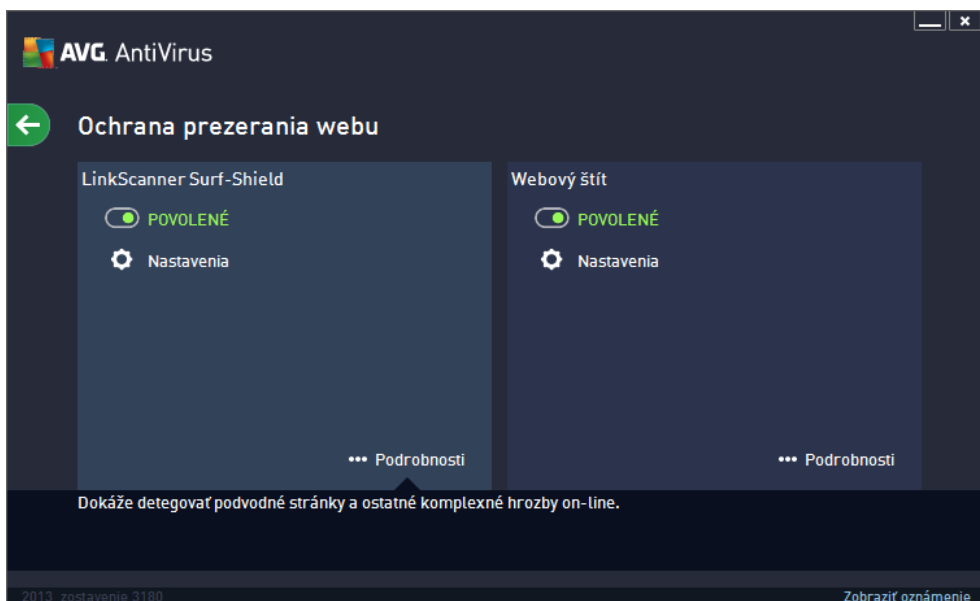 AVG. AntiVirus
Ochrana prezerania webu
LinkScanner Surf-Shield
POVOLENÉ
Nastavenia
••• Podrobnosti
Webový štít
POVOLENÉ
Nastavenia
••• Podrobnosti
Dokáže detegovať podvodné stránky a ostatné komplexné hrozby on-line.
2013 zostavenie 3180
Zobraziť oznámenie